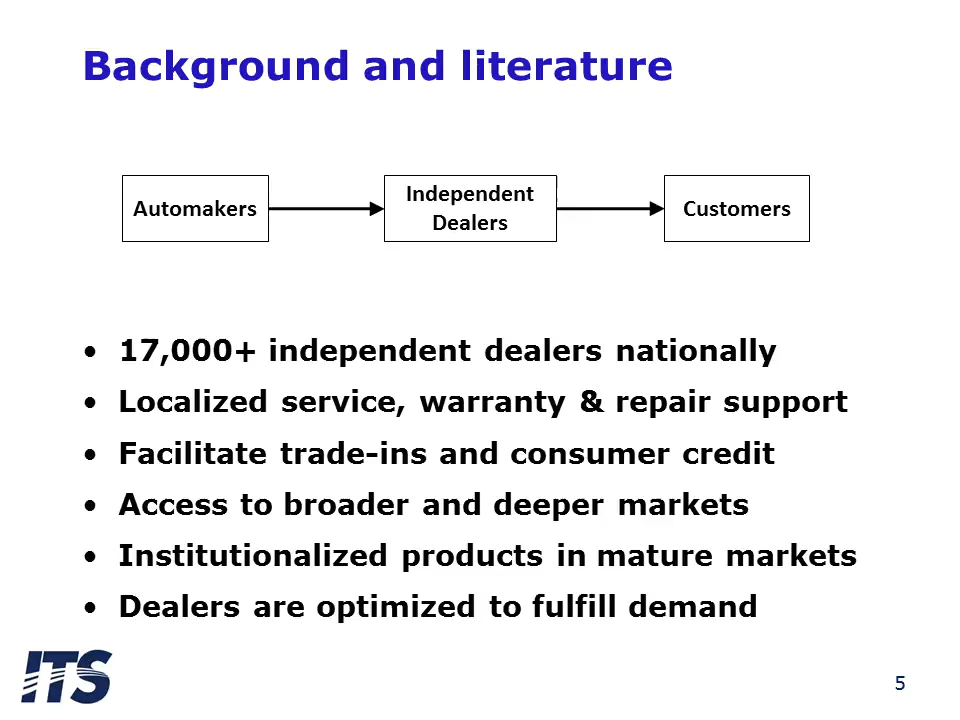 Background and literature
Automakers
Independent
Dealers
Customers
• 17,000+ independent dealers nationally
• Localized service, warranty & repair support
• Facilitate trade-ins and consumer credit
• Access to broader and deeper markets
• Institutionalized products in mature markets
• Dealers are optimized to fulfill demand
ITS
5